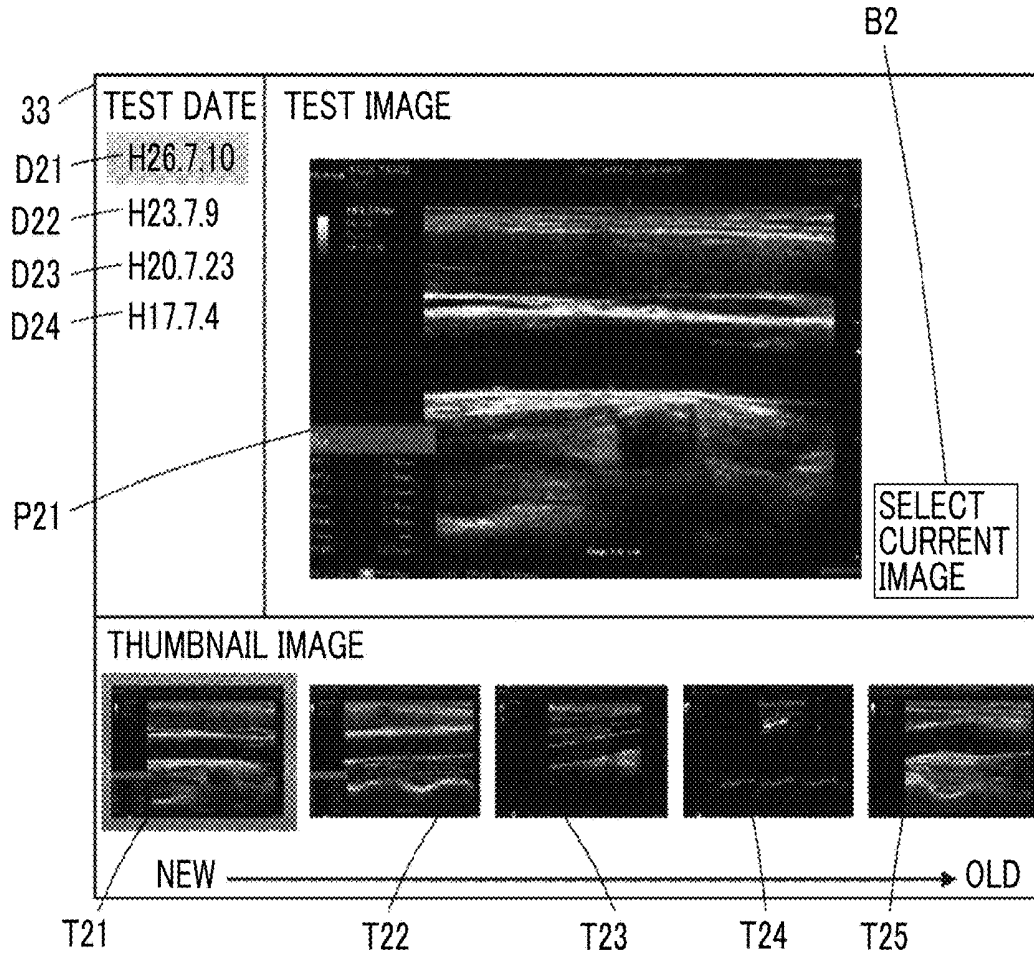 B2
33
TEST DATE
TEST IMAGE
D21
H26.7.10
D22
H23.7.9
D23
H20.7.23
D24
H17.7.4
P21
SELECT
CURRENT
IMAGE
THUMBNAIL IMAGE
NEW
OLD
T21
T22
T23
T24
T25